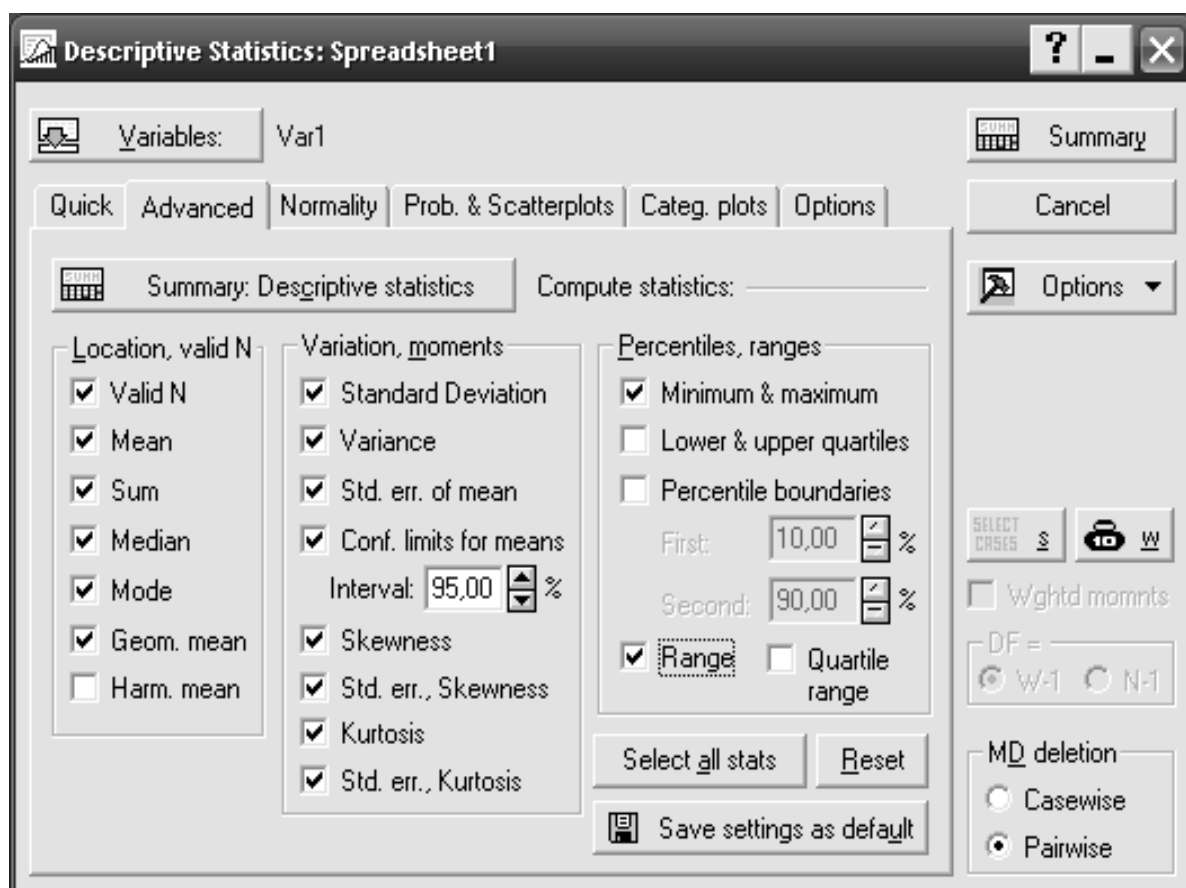 Descriptive Statistics: Spreadsheet1
?
Variables: Var1
Summary
Quick Advanced Normality Prob. & Scatterplots Categ. plots Options
Cancel
Summary: Descriptive statistics Compute statistics:
Options
Location, valid N
Valid N
Mean
Sum
Median
Mode
Geom. mean
Harm. mean
Variation, moments
Standard Deviation
Variance
Std. err. of mean
Conf. limits for means
Interval: 95,00 %
Skewness
Std. err., Skewness
Kurtosis
Std. err., Kurtosis
Percentiles, ranges
Minimum & maximum
Lower & upper quartiles
Percentile boundaries
First: 10,00 %
Second: 90,00 %
Range Quartile
range
Select all stats Reset
Save settings as default
SELECT
CASES S W
Wghtd momnts
DF =
W-1 N-1
MD deletion
Casewise
Pairwise